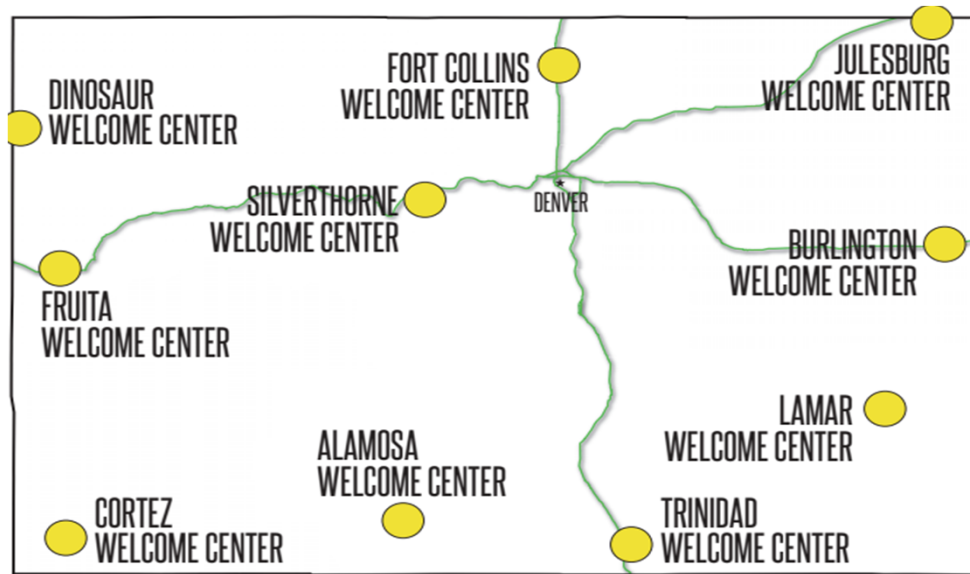 FORT COLLINS
WELCOME CENTER
JULESBURG
WELCOME CENTER
DINOSAUR
WELCOME CENTER
SILVERTHORNE
WELCOME CENTER
DENVER
BURLINGTON
WELCOME CENTER
FRUITA
WELCOME CENTER
LAMAR
WELCOME CENTER
ALAMOSA
WELCOME CENTER
CORTEZ
WELCOME CENTER
TRINIDAD
WELCOME CENTER